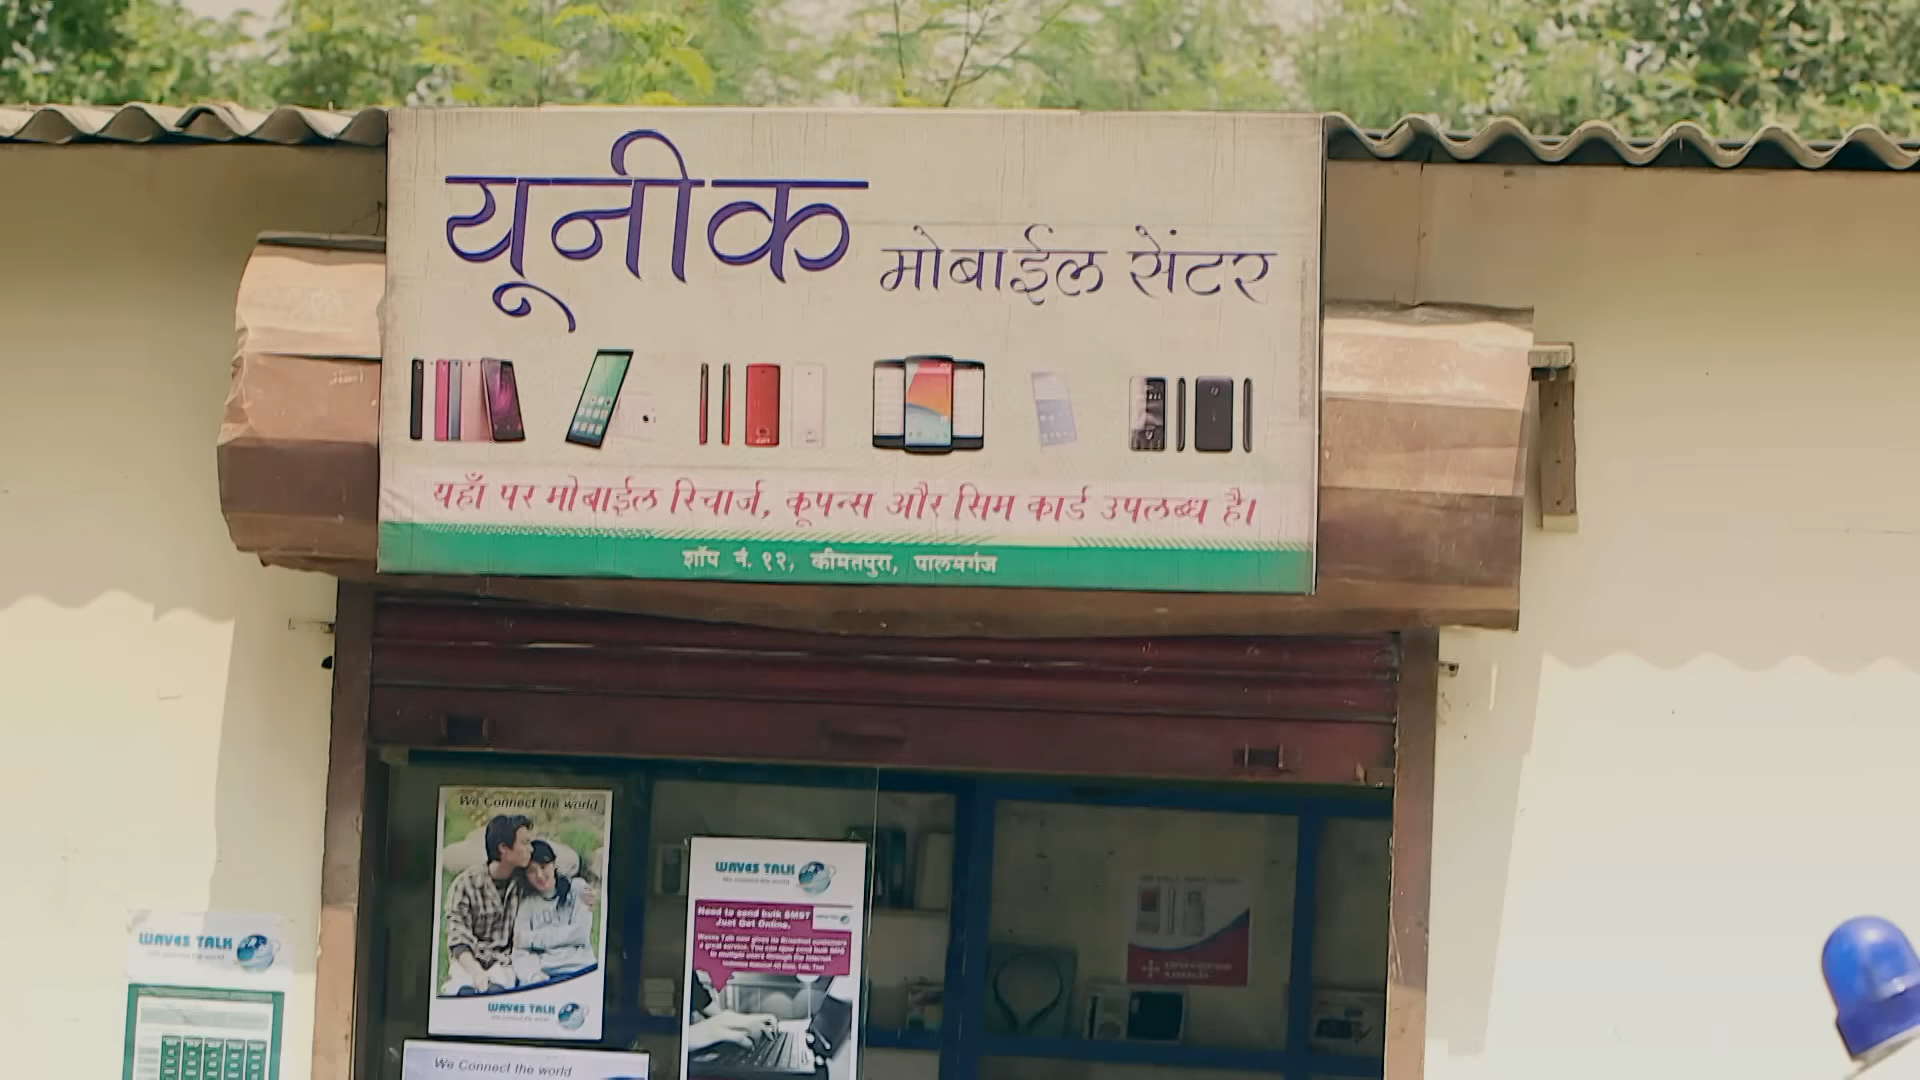 यूनीक मोबाईल सेंटर
यहाँ पर मोबाईल रिचार्ज, कूपन्स और सिम कार्ड उपलब्ध है।
शॉप नं. १२, कीमतपुरा, पालमगंज
We Connect the world
WAVES TALK
WAVES TALK
Need to send bulk SMS?
Just Get Online.
WAVES TALK
We Connect the world